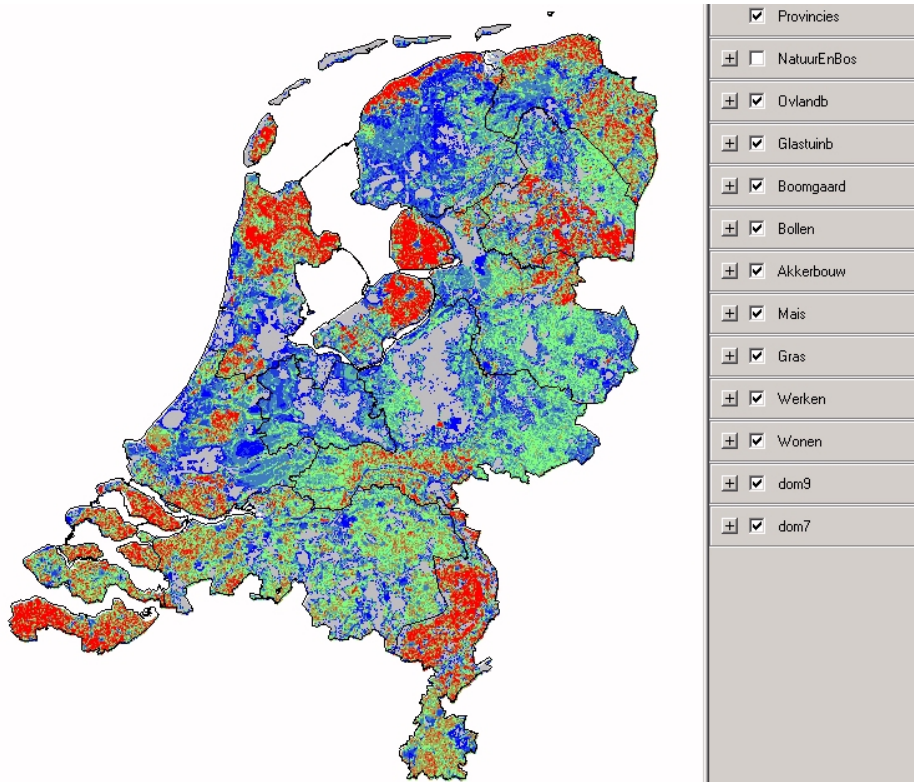 Provincies
NatuurEnBos
Ovlandb
Glastuinb
Boomgaard
Bollen
Akkerbouw
Mais
Gras
Werken
Wonen
dom9
dom7